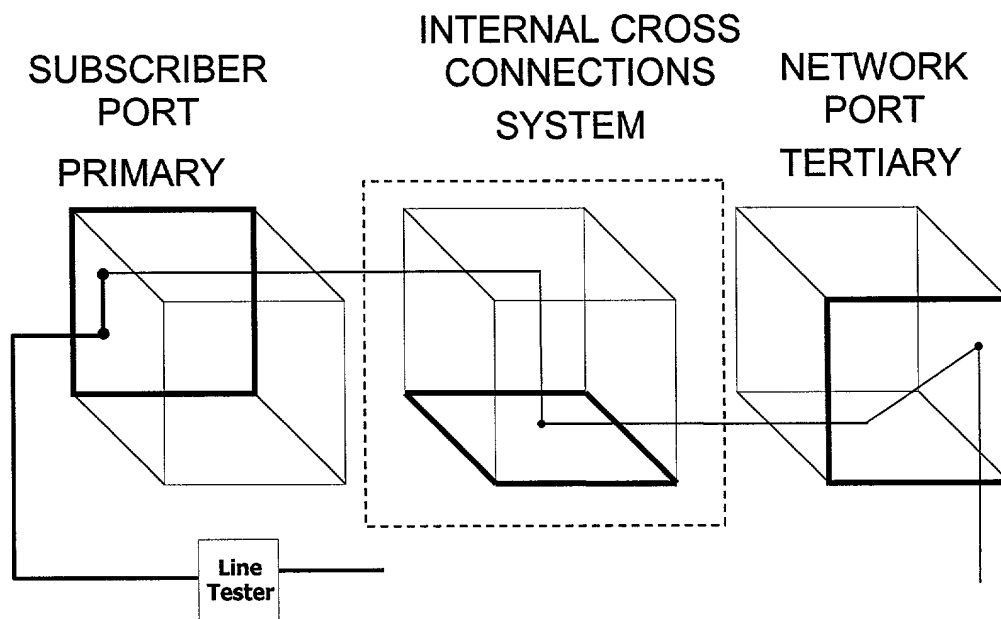 SUBSCRIBER
PORT
PRIMARY
INTERNAL CROSS
CONNECTIONS
SYSTEM
NETWORK
PORT
TERTIARY
Line
Tester